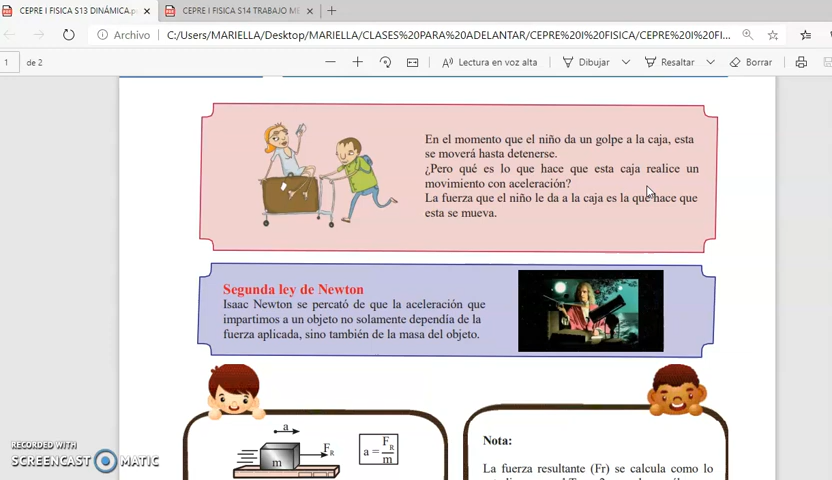 CEPRE I FISICA S13 DINÁMICA.p
CEPRE I FISICA S14 TRABAJO ME
Archivo
C:/Users/MARIELLA/Desktop/MARIELLA/CLASES%20PARA%20ADELANTAR/CEPRE%20I%20FISICA/CEPRE%20I%20FI...
1 de 2
Lectura en voz alta
Dibujar
Resaltar
Borrar
En el momento que el niño da un golpe a la caja, esta
se moverá hasta detenerse.
¿Pero qué es lo que hace que esta caja realice un
movimiento con aceleración?
La fuerza que el niño le da a la caja es la que hace que
esta se mueva.
Segunda ley de Newton
Isaac Newton se percató de que la aceleración que
impartimos a un objeto no solamente dependía de la
fuerza aplicada, sino también de la masa del objeto.
a
F_R
m
a = F_R/m
Nota:
La fuerza resultante (Fr) se calcula como lo
RECORDED WITH
SCREENCAST MATIC